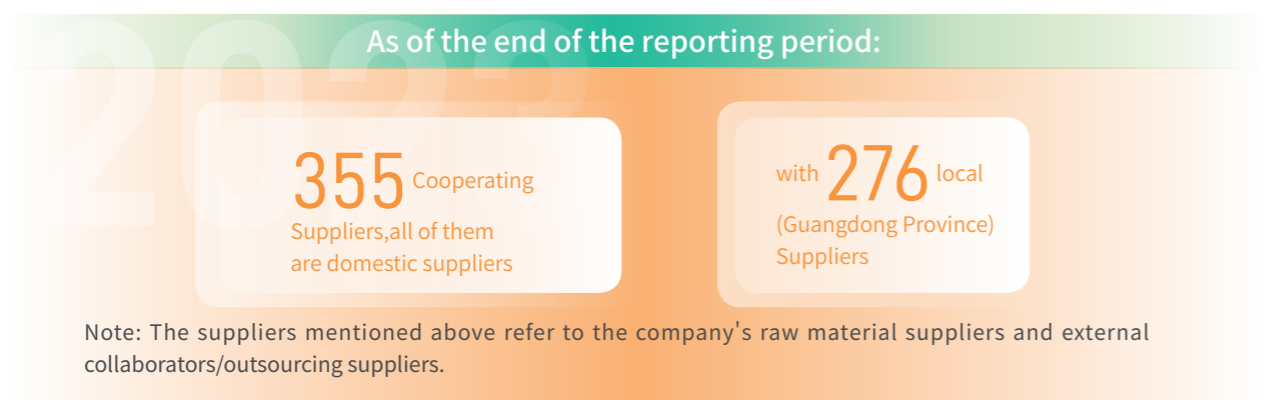 2023
As of the end of the reporting period:
355 Cooperating
Suppliers,all of them
are domestic suppliers
with 276 local
(Guangdong Province)
Suppliers
Note: The suppliers mentioned above refer to the company's raw material suppliers and external
collaborators/outsourcing suppliers.